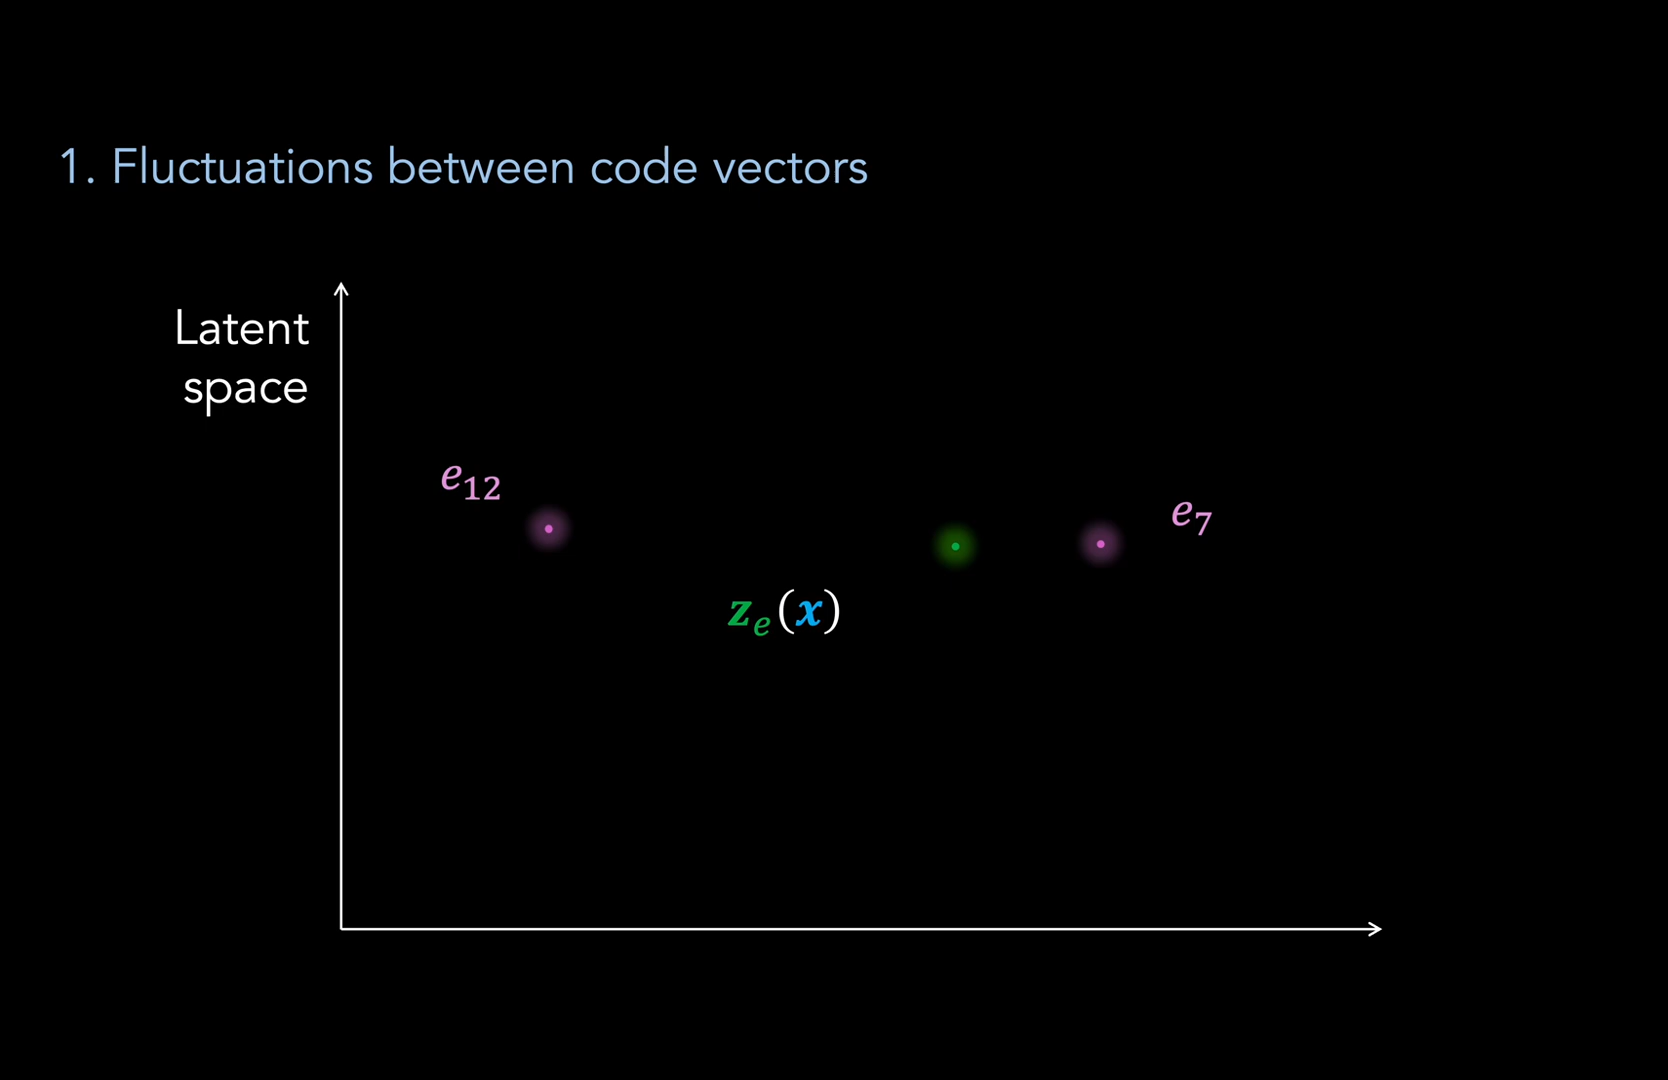 1. Fluctuations between code vectors
Latent
space
e₁₂
e₇
zₑ(x)